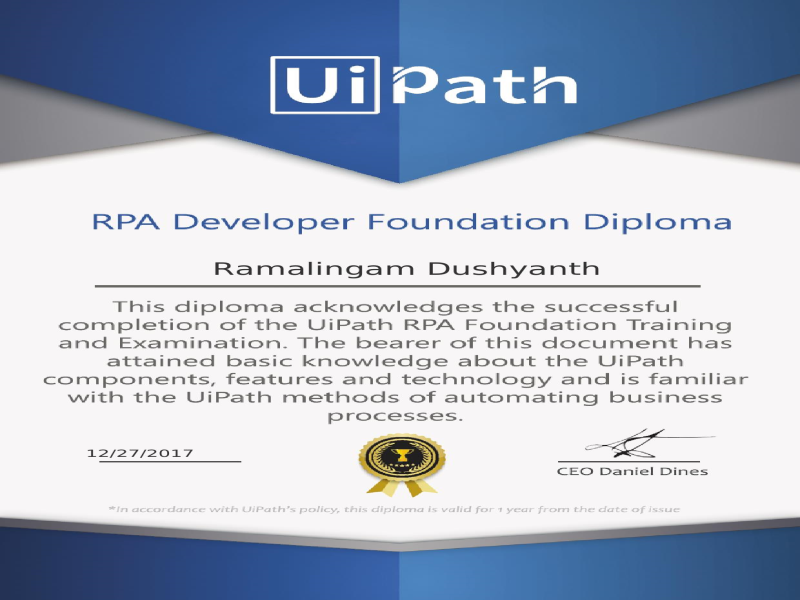 UiPath
RPA Developer Foundation Diploma
Ramalingam Dushyanth
This diploma acknowledges the successful
completion of the UiPath RPA Foundation Training
and Examination. The bearer of this document has
attained basic knowledge about the UiPath
components, features and technology and is familiar
with the UiPath methods of automating business
processes.
12/27/2017
CEO Daniel Dines
*In accordance with UiPath's policy, this diploma is valid for 1 year from the date of issue